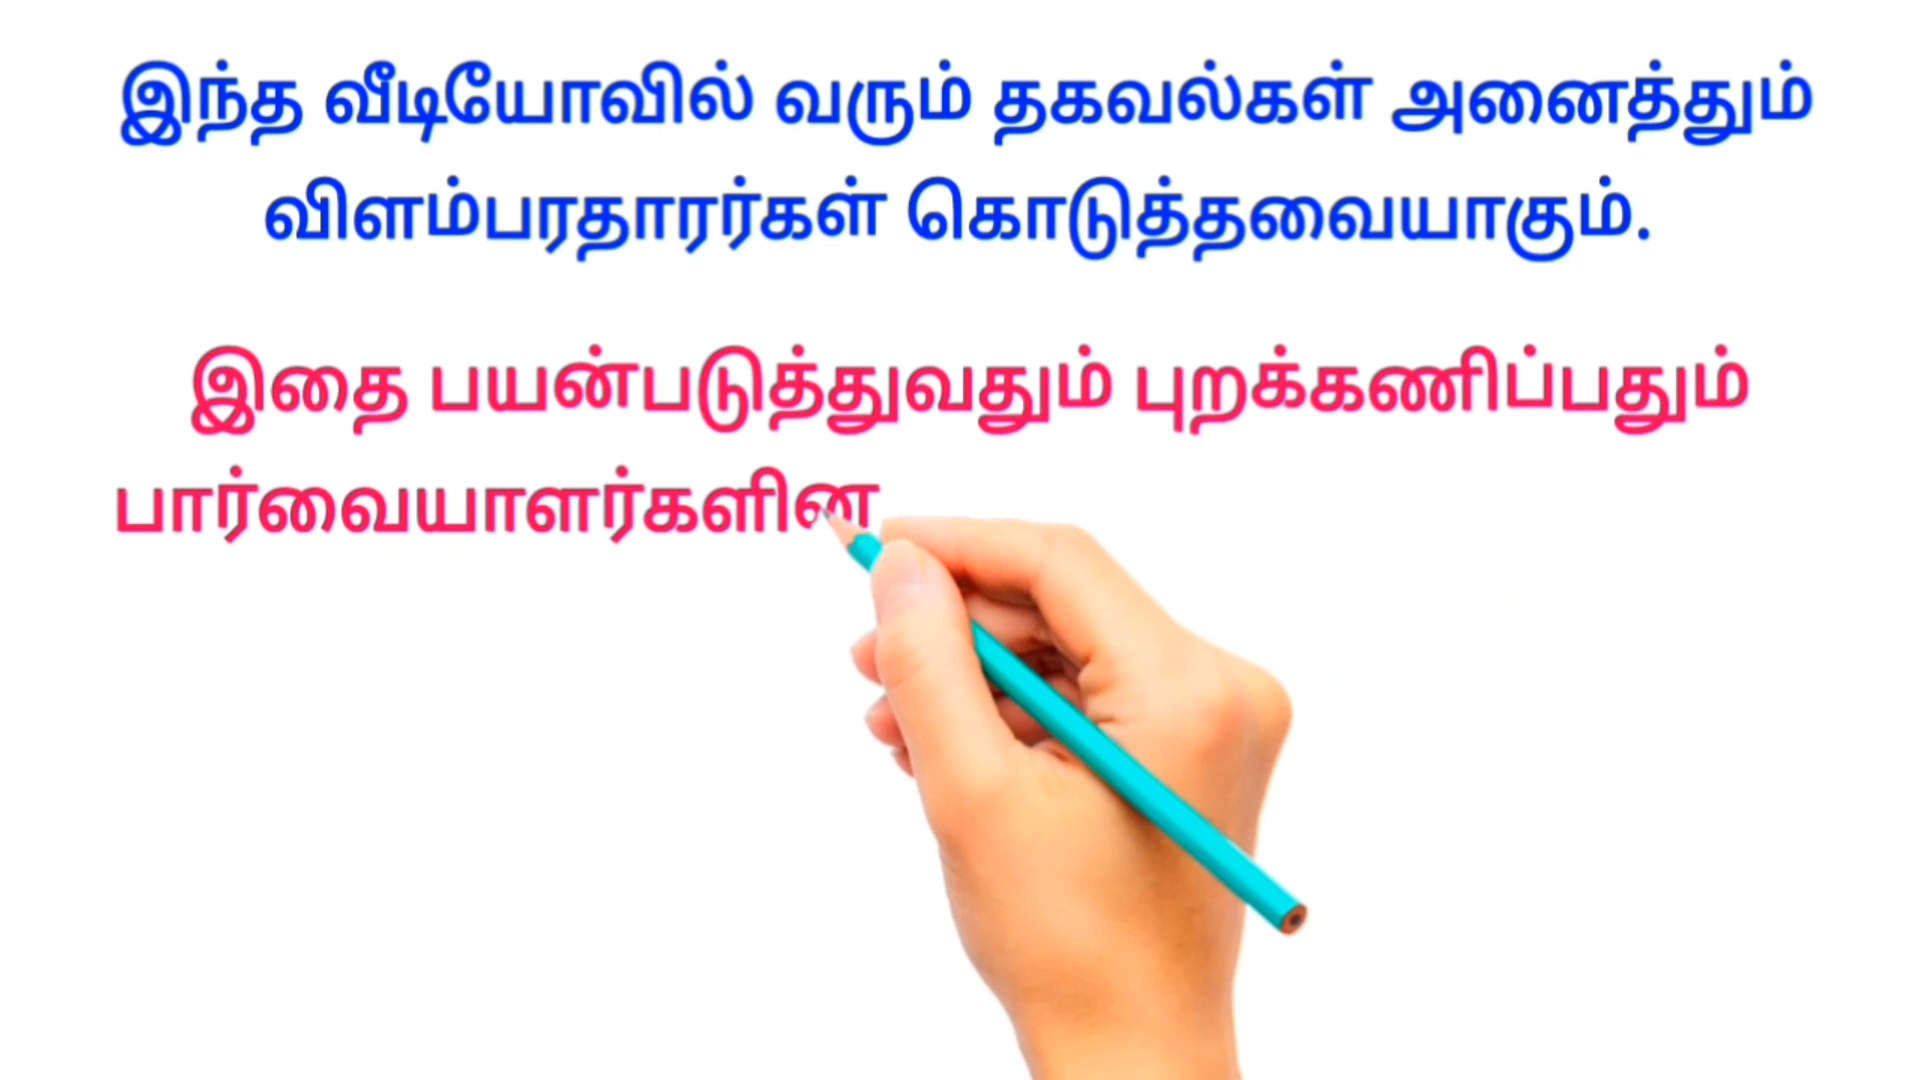 இந்த வீடியோவில் வரும் தகவல்கள் அனைத்தும்
விளம்பரதாரர்கள் கொடுத்தவையாகும்.
இதை பயன்படுத்துவதும் புறக்கணிப்பதும்
பார்வையாளர்களின